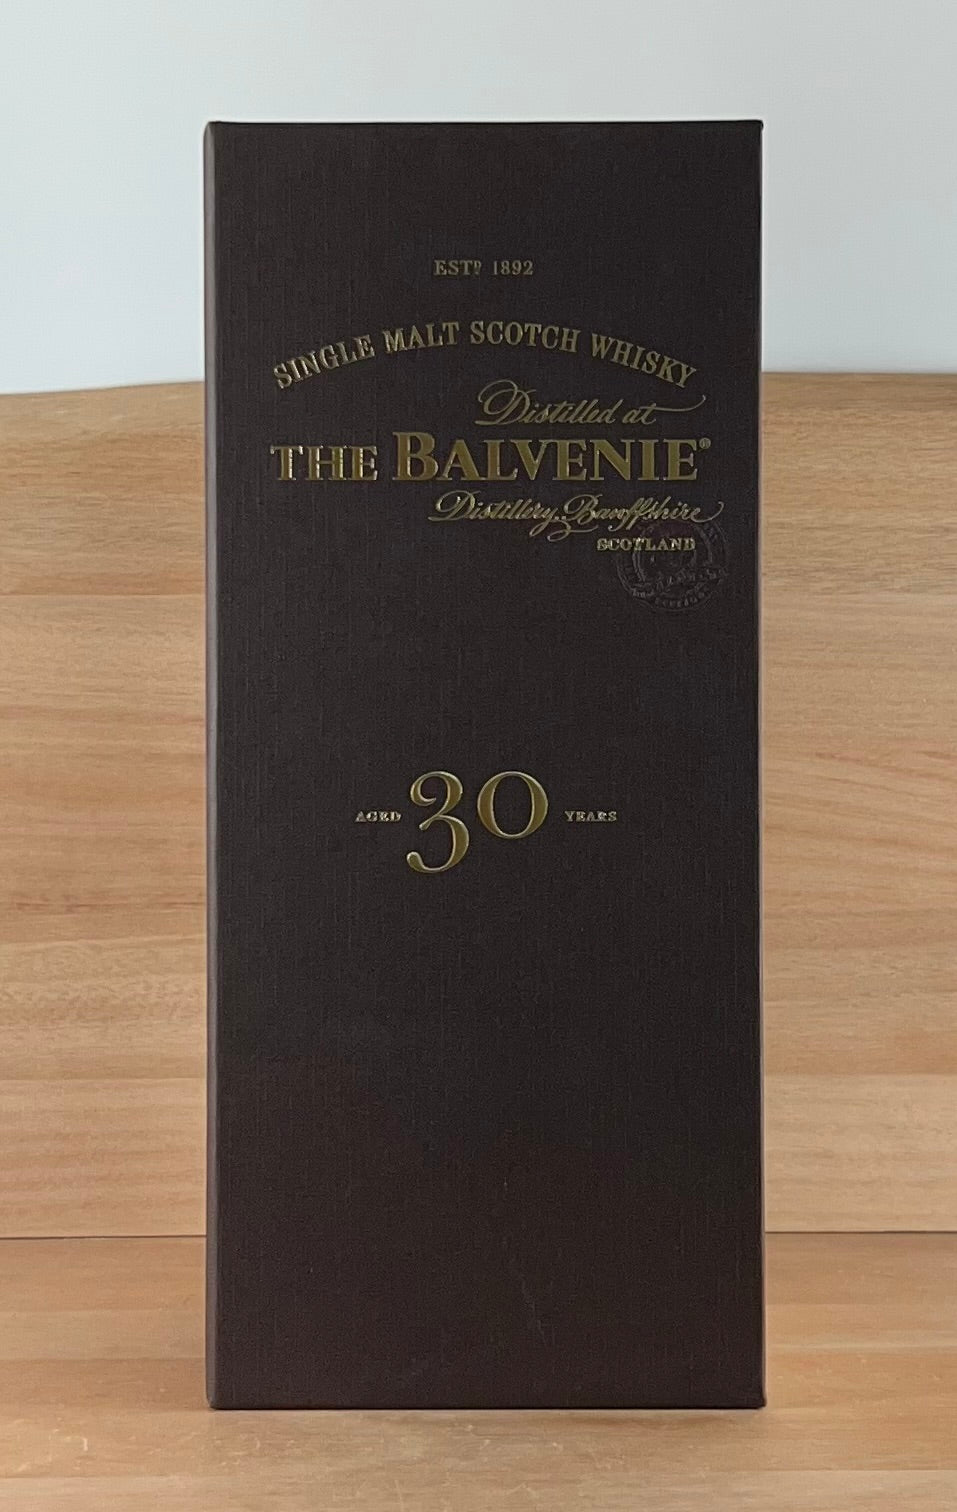 ESTD 1892
SINGLE MALT SCOTCH WHISKY
Distilled at
THE BALVENIE®
Distillery, Banffshire
SCOTLAND
AGED 30 YEARS